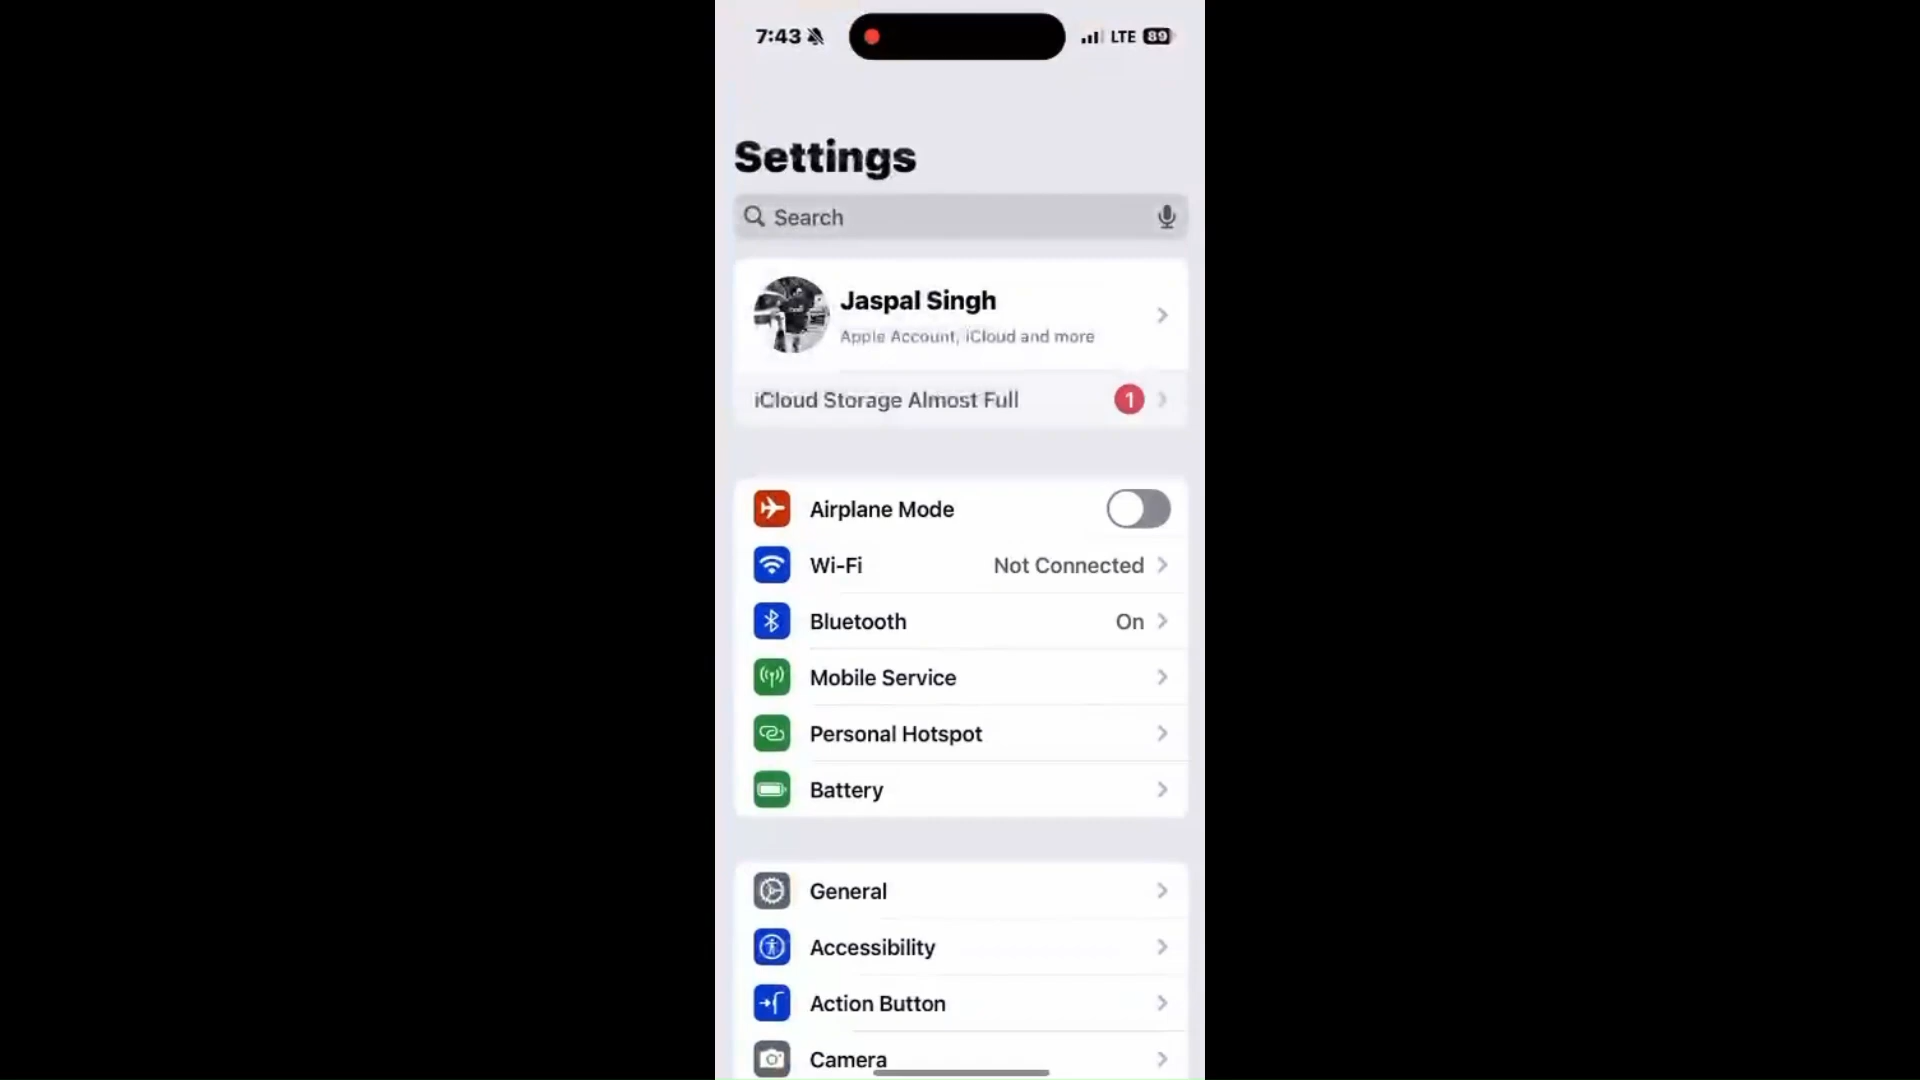 7:43
LTE 89
Settings
Search
Jaspal Singh
Apple Account, iCloud and more
iCloud Storage Almost Full
1
Airplane Mode
Wi-Fi
Not Connected
Bluetooth
On
Mobile Service
Personal Hotspot
Battery
General
Accessibility
Action Button
Camera